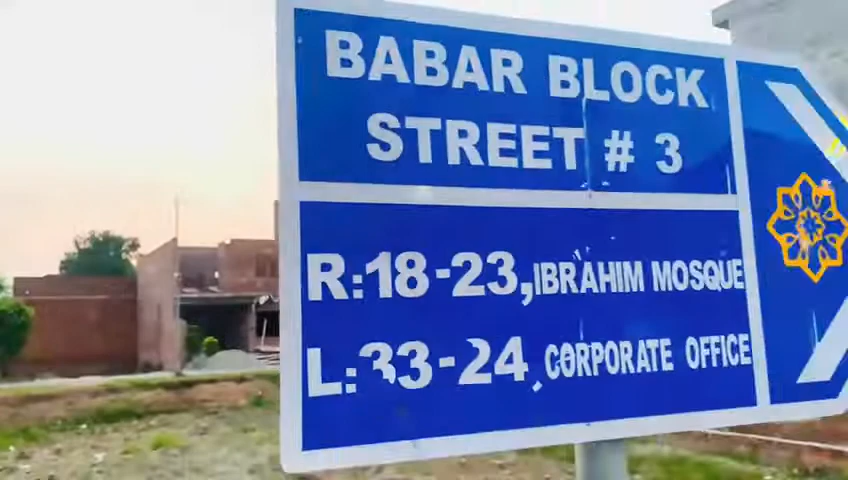 BABAR BLOCK
STREET # 3
R:18-23,IBRAHIM MOSQUE
L:33-24, CORPORATE OFFICE